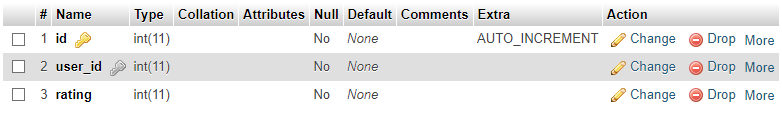 # Name Type Collation Attributes Null Default Comments Extra Action
1 id int(11) No None AUTO_INCREMENT Change Drop More
2 user_id int(11) No None Change Drop More
3 rating int(11) No None Change Drop More